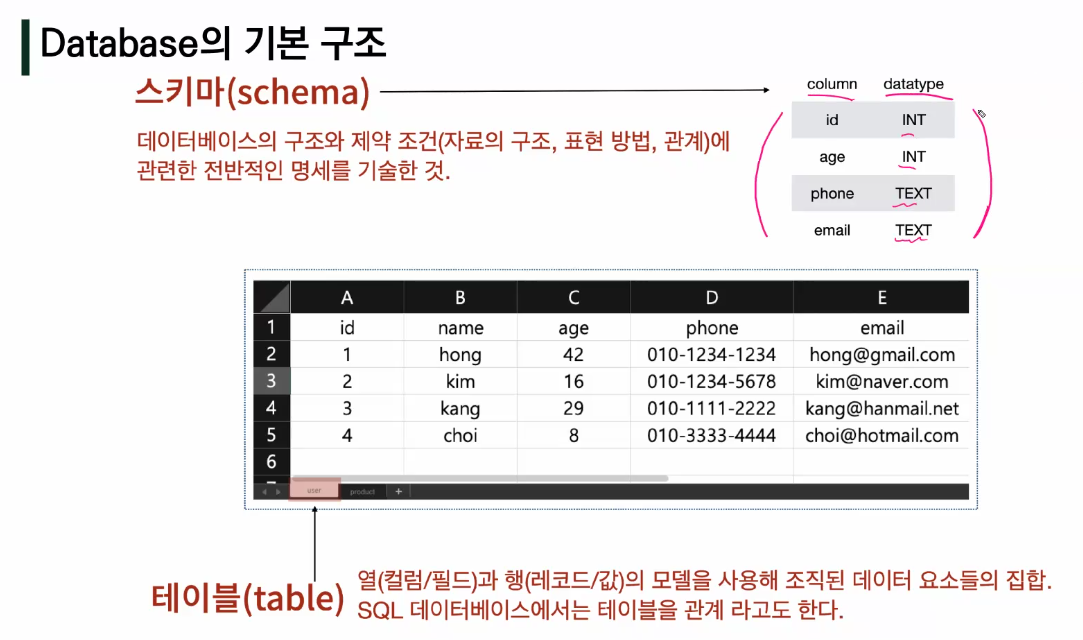 Database의 기본 구조
스키마(schema)
데이터베이스의 구조와 제약 조건(자료의 구조, 표현 방법, 관계)에
관련한 전반적인 명세를 기술한 것.
column datatype
id INT
age INT
phone TEXT
email TEXT
A B C D E
1 id name age phone email
2 1 hong 42 010-1234-1234 hong@gmail.com
3 2 kim 16 010-1234-5678 kim@naver.com
4 3 kang 29 010-1111-2222 kang@hanmail.net
5 4 choi 8 010-3333-4444 choi@hotmail.com
6
user product +
테이블(table)
열(컬럼/필드)과 행(레코드/값)의 모델을 사용해 조직된 데이터 요소들의 집합.
SQL 데이터베이스에서는 테이블을 관계 라고도 한다.